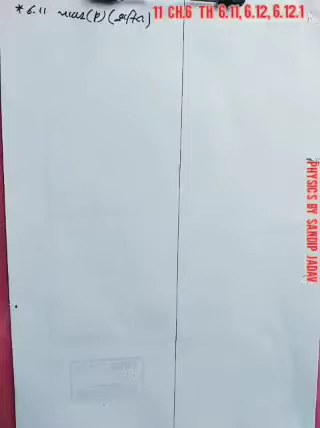 * 6.11
11 CH.6 TH 6.11, 6.12, 6.12.1
PHYSICS BY SANDIP JADAV